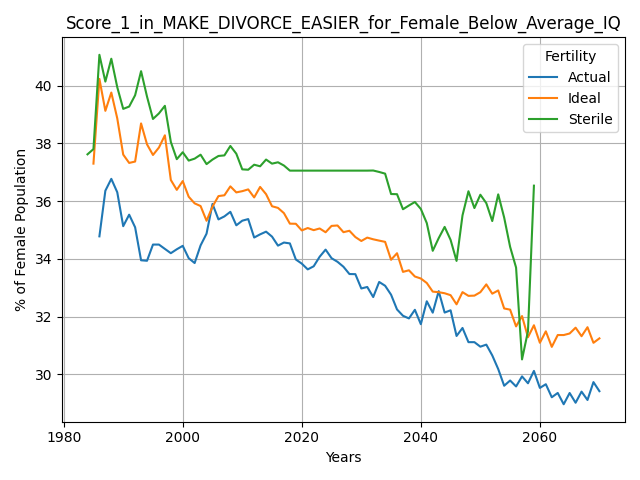 Score_1_in_MAKE_DIVORCE_EASIER_for_Female_Below_Average_IQ
Fertility
Actual
Ideal
Sterile
% of Female Population
40
38
36
34
32
30
1980
2000
2020
2040
2060
Years